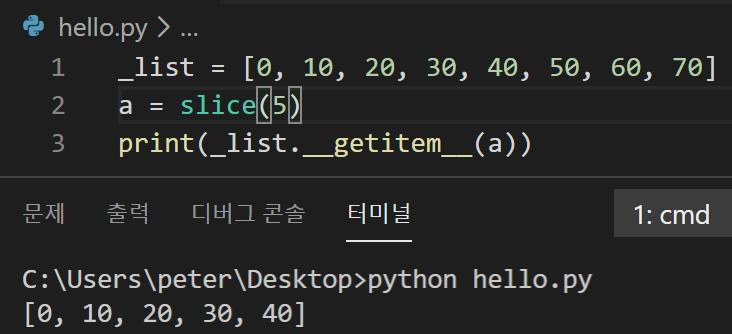 hello.py > ...
1 _list = [0, 10, 20, 30, 40, 50, 60, 70]
2 a = slice(5)
3 print(_list.__getitem__(a))
문제 출력 디버그 콘솔 터미널 1: cmd
C:\Users\peter\Desktop>python hello.py
[0, 10, 20, 30, 40]